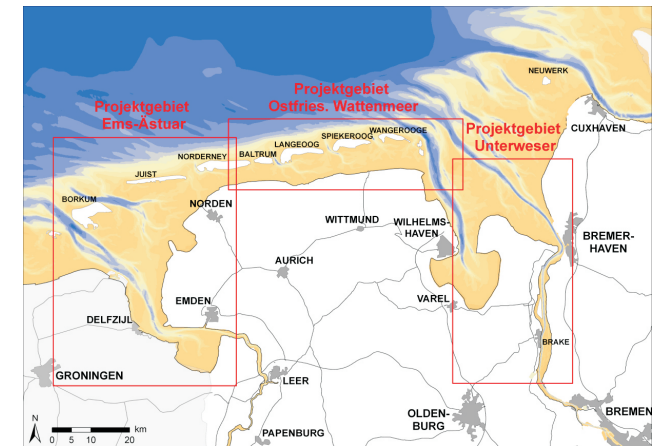 NEUWERK
Projektgebiet
Ostfries. Wattenmeer
Projektgebiet
Ems-Ästuar
CUXHAVEN
WANGEROOGE
SPIEKEROOG
LANGEOOG
BALTRUM
NORDERNEY
JUIST
BORKUM
Projektgebiet
Unterweser
NORDEN
WITTMUND
WILHELMS-
HAVEN
BREMER-
HAVEN
AURICH
EMDEN
VAREL
DELFZIJL
BRAKE
GRONINGEN
LEER
OLDEN-
BURG
BREMEN
PAPENBURG
N
km
0 5 10 20